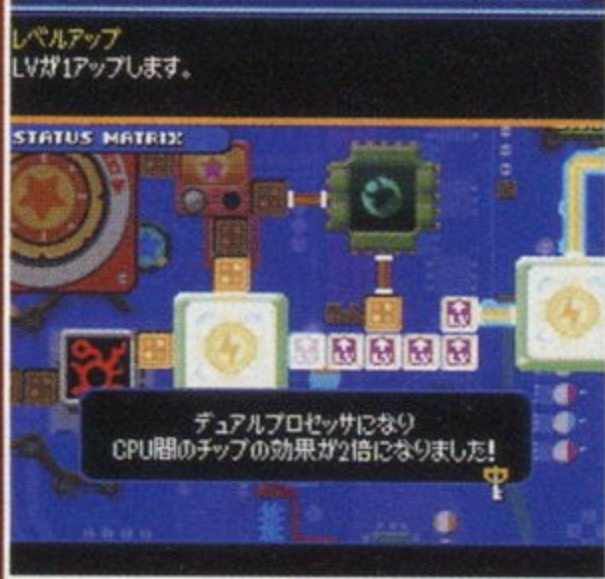 レベルアップ
LVが1アップします。
STATUS MATRIX
デュアルプロセッサになり
CPU間のチップの効果が2倍になりました!